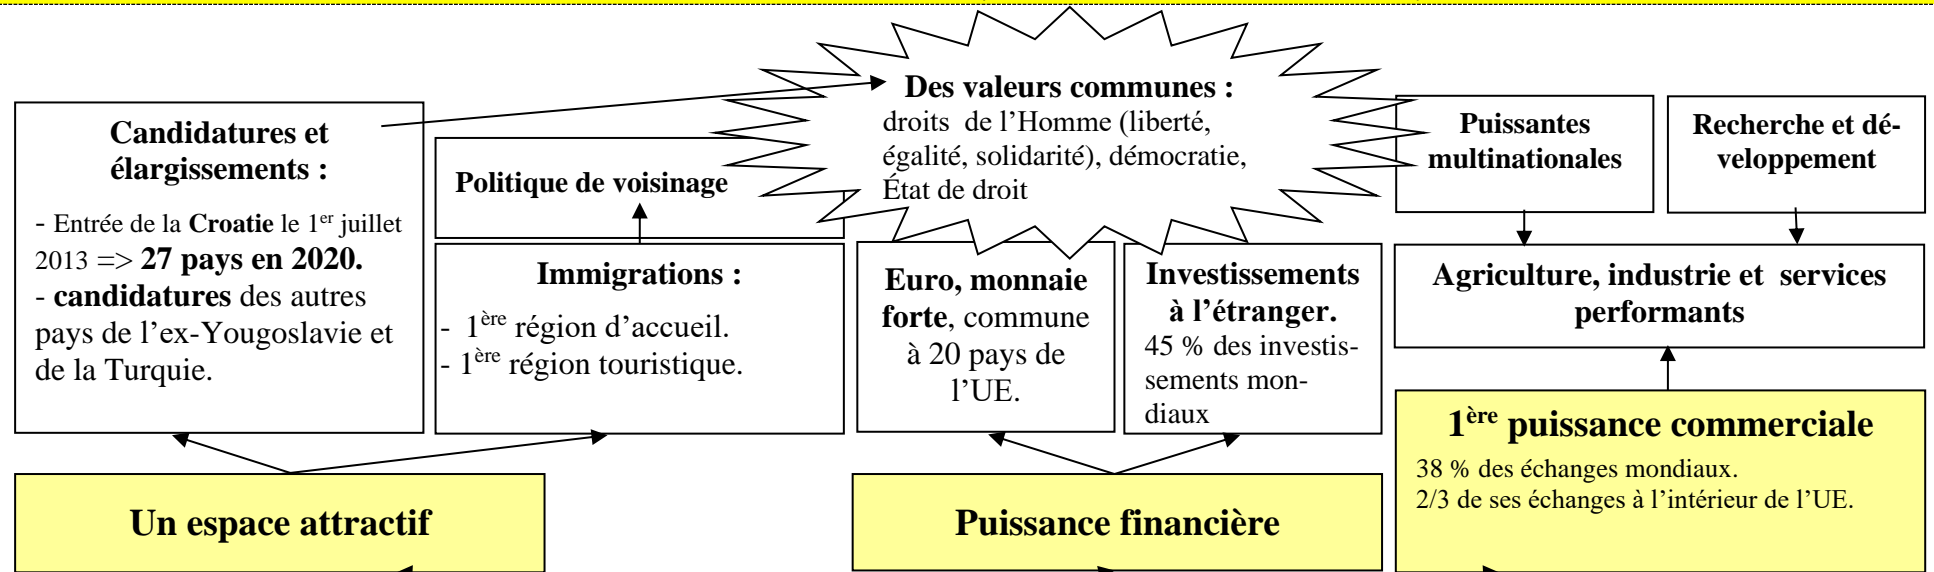 Des valeurs communes :
droits  de l’Homme (liberté,
égalité, solidarité), démocratie,
État de droit
Candidatures et
élargissements :
- Entrée de la Croatie le 1er juillet
2013 => 27 pays en 2020.
- candidatures des autres
pays de l’ex-Yougoslavie et
de la Turquie.
Politique de voisinage
Immigrations :
- 1ère région d’accueil.
- 1ère région touristique.
Euro, monnaie
forte, commune
à 20 pays de
l’UE.
Investissements
à l’étranger.
45 % des investis-
sements mon-
diaux
Puissantes
multinationales
Recherche et dé-
veloppement
Agriculture, industrie et  services
performants
1ère puissance commerciale
38 % des échanges mondiaux.
2/3 de ses échanges à l’intérieur de l’UE.
Un espace attractif
Puissance financière